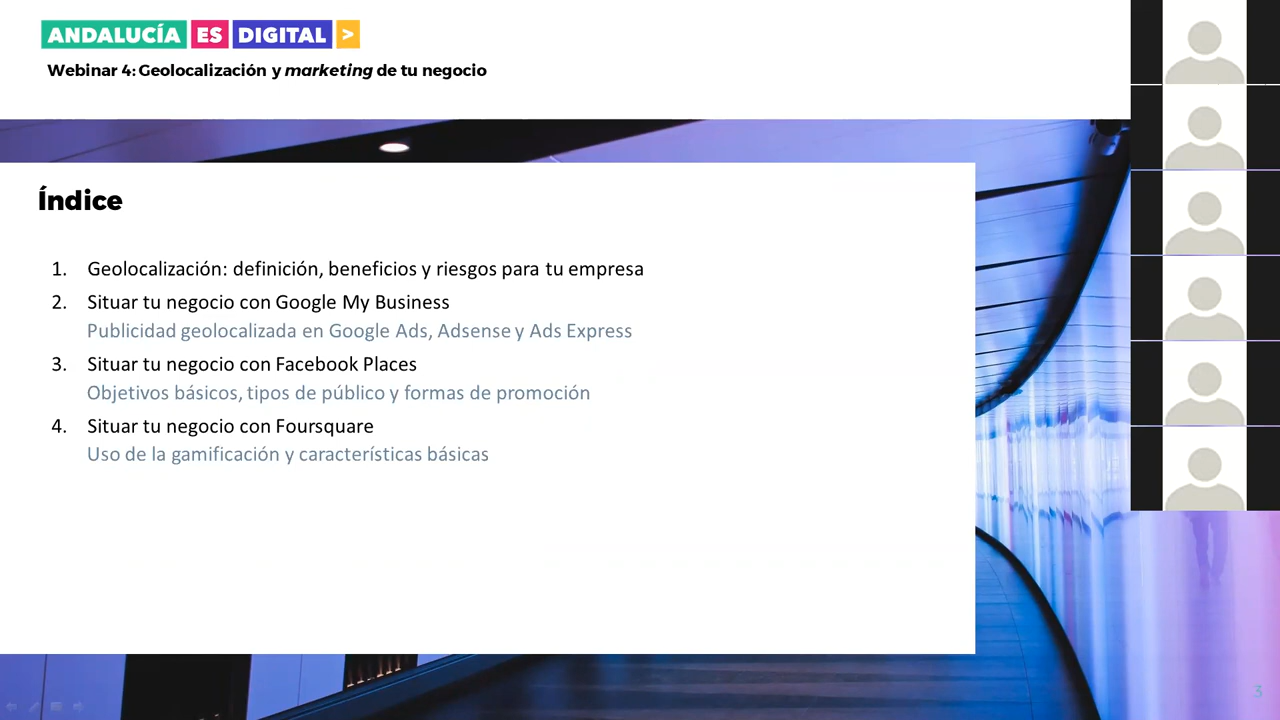 ANDALUCÍA ES DIGITAL >
Webinar 4: Geolocalización y marketing de tu negocio
Índice
1. Geolocalización: definición, beneficios y riesgos para tu empresa
2. Situar tu negocio con Google My Business
Publicidad geolocalizada en Google Ads, Adsense y Ads Express
3. Situar tu negocio con Facebook Places
Objetivos básicos, tipos de público y formas de promoción
4. Situar tu negocio con Foursquare
Uso de la gamificación y características básicas
3